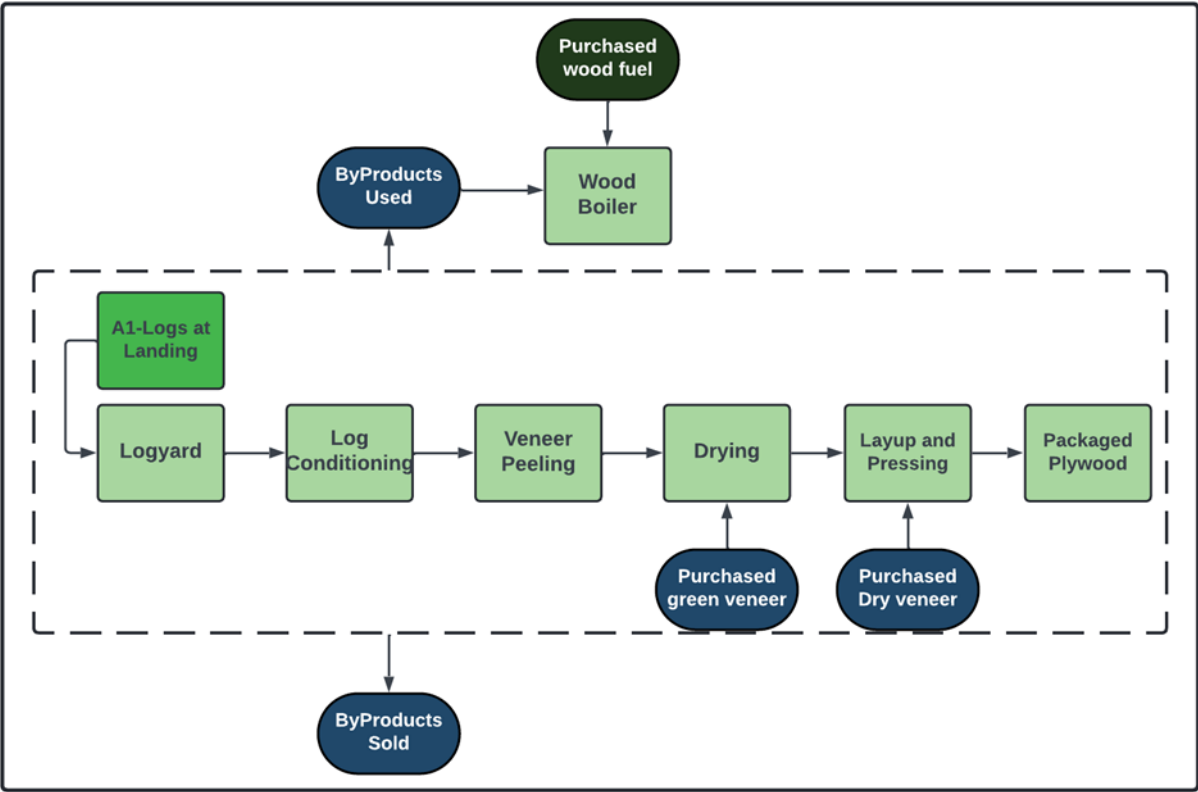 Purchased
wood fuel
ByProducts
Used
Wood
Boiler
A1-Logs at
Landing
Logyard
Log
Conditioning
Veneer
Peeling
Drying
Layup and
Pressing
Packaged
Plywood
Purchased
green veneer
Purchased
Dry veneer
ByProducts
Sold